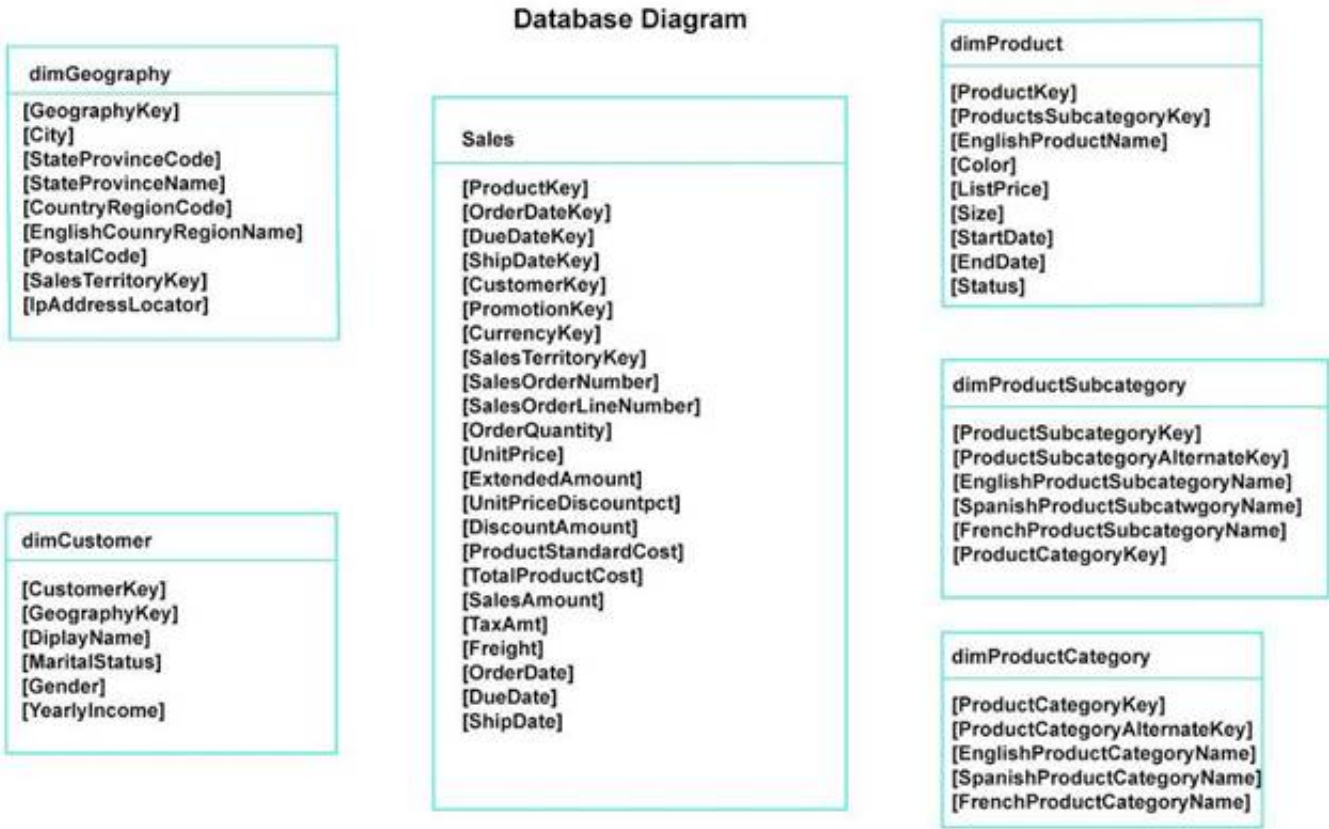 Database Diagram
dimGeography
[GeographyKey]
[City]
[StateProvinceCode]
[StateProvinceName]
[CountryRegionCode]
[EnglishCounryRegionName]
[PostalCode]
[SalesTerritoryKey]
[IpAddressLocator]
dimCustomer
[CustomerKey]
[GeographyKey]
[DiplayName]
[MaritalStatus]
[Gender]
[YearlyIncome]
Sales
[ProductKey]
[OrderDateKey]
[DueDateKey]
[ShipDateKey]
[CustomerKey]
[PromotionKey]
[CurrencyKey]
[SalesTerritoryKey]
[SalesOrderNumber]
[SalesOrderLineNumber]
[OrderQuantity]
[UnitPrice]
[ExtendedAmount]
[UnitPriceDiscountpct]
[DiscountAmount]
[ProductStandardCost]
[TotalProductCost]
[SalesAmount]
[TaxAmt]
[Freight]
[OrderDate]
[DueDate]
[ShipDate]
dimProduct
[ProductKey]
[ProductsSubcategoryKey]
[EnglishProductName]
[Color]
[ListPrice]
[Size]
[StartDate]
[EndDate]
[Status]
dimProductSubcategory
[ProductSubcategoryKey]
[ProductSubcategoryAlternateKey]
[EnglishProductSubcategoryName]
[SpanishProductSubcatwgoryName]
[FrenchProductSubcategoryName]
[ProductCategoryKey]
dimProductCategory
[ProductCategoryKey]
[ProductCategoryAlternateKey]
[EnglishProductCategoryName]
[SpanishProductCategoryName]
[FrenchProductCategoryName]